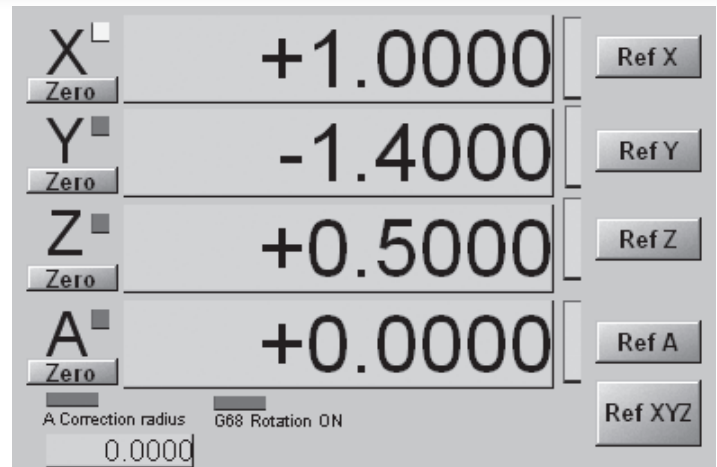 X +1.0000 Ref X
Zero
Y -1.4000 Ref Y
Zero
Z +0.5000 Ref Z
Zero
A +0.0000 Ref A
Zero
A Correction radius G68 Rotation ON Ref XYZ
0.0000